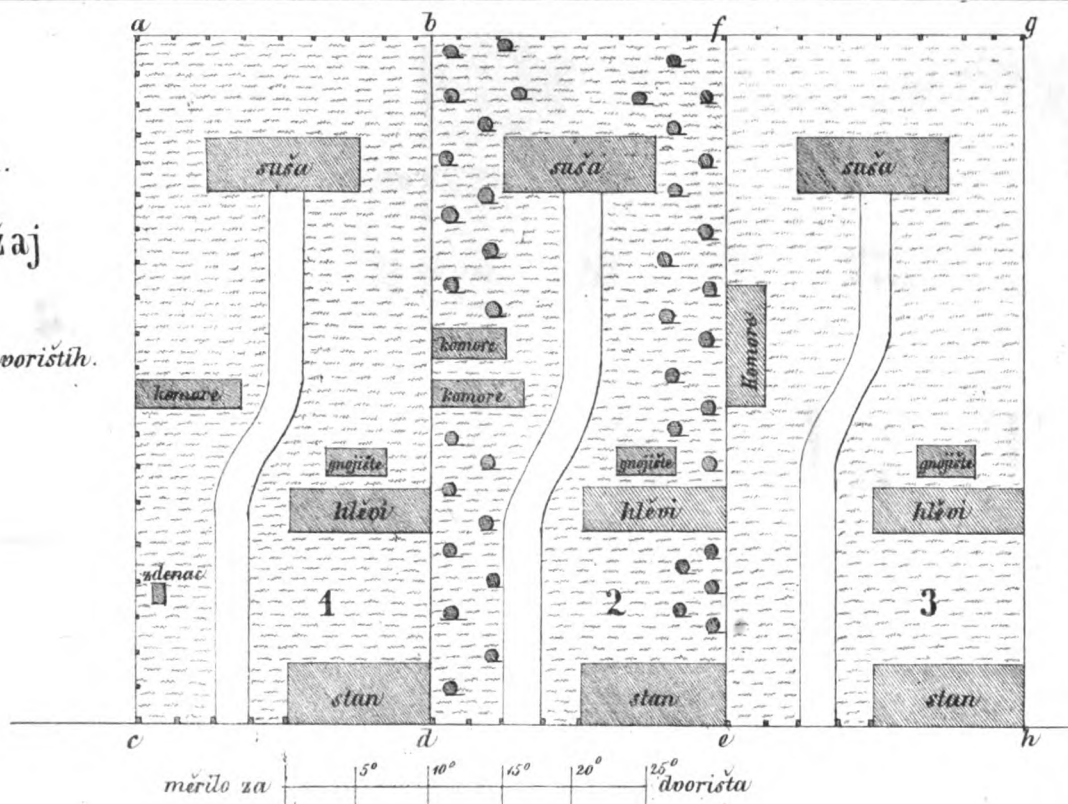 a b f g
suša suša suša
žaj
komore Komore
vorištih.
komore komore
gnojište gnojište gnojište
hlěvi hlěvi hlěvi
zdenac
1 2 3
stan stan stan
c d e h
5° 10° 15° 20° 25°
měrilo za dvorišta